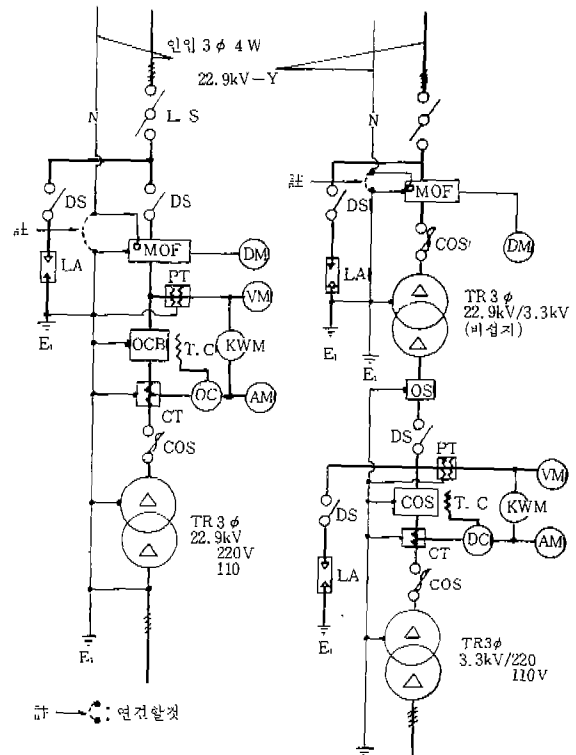 인입 3φ 4W
22.9kV-Y
N
L.S
DS
DS
MOF
DM
LA
PT
VM
E₁
OCB
T.C
KWM
OC
AM
CT
COS
△
△
TR 3φ
22.9kV
220V
110
E₁
: 연결할것
MOF
DS
COS
DM
LA
△
△
TR 3φ
22.9kV/3.3kV
(비접지)
E₁
E₁
OS
DS
PT
VM
DS
COS
T.C
KWM
CT
DC
AM
LA
COS
E₁
△
△
TR3φ
3.3kV/220
110V